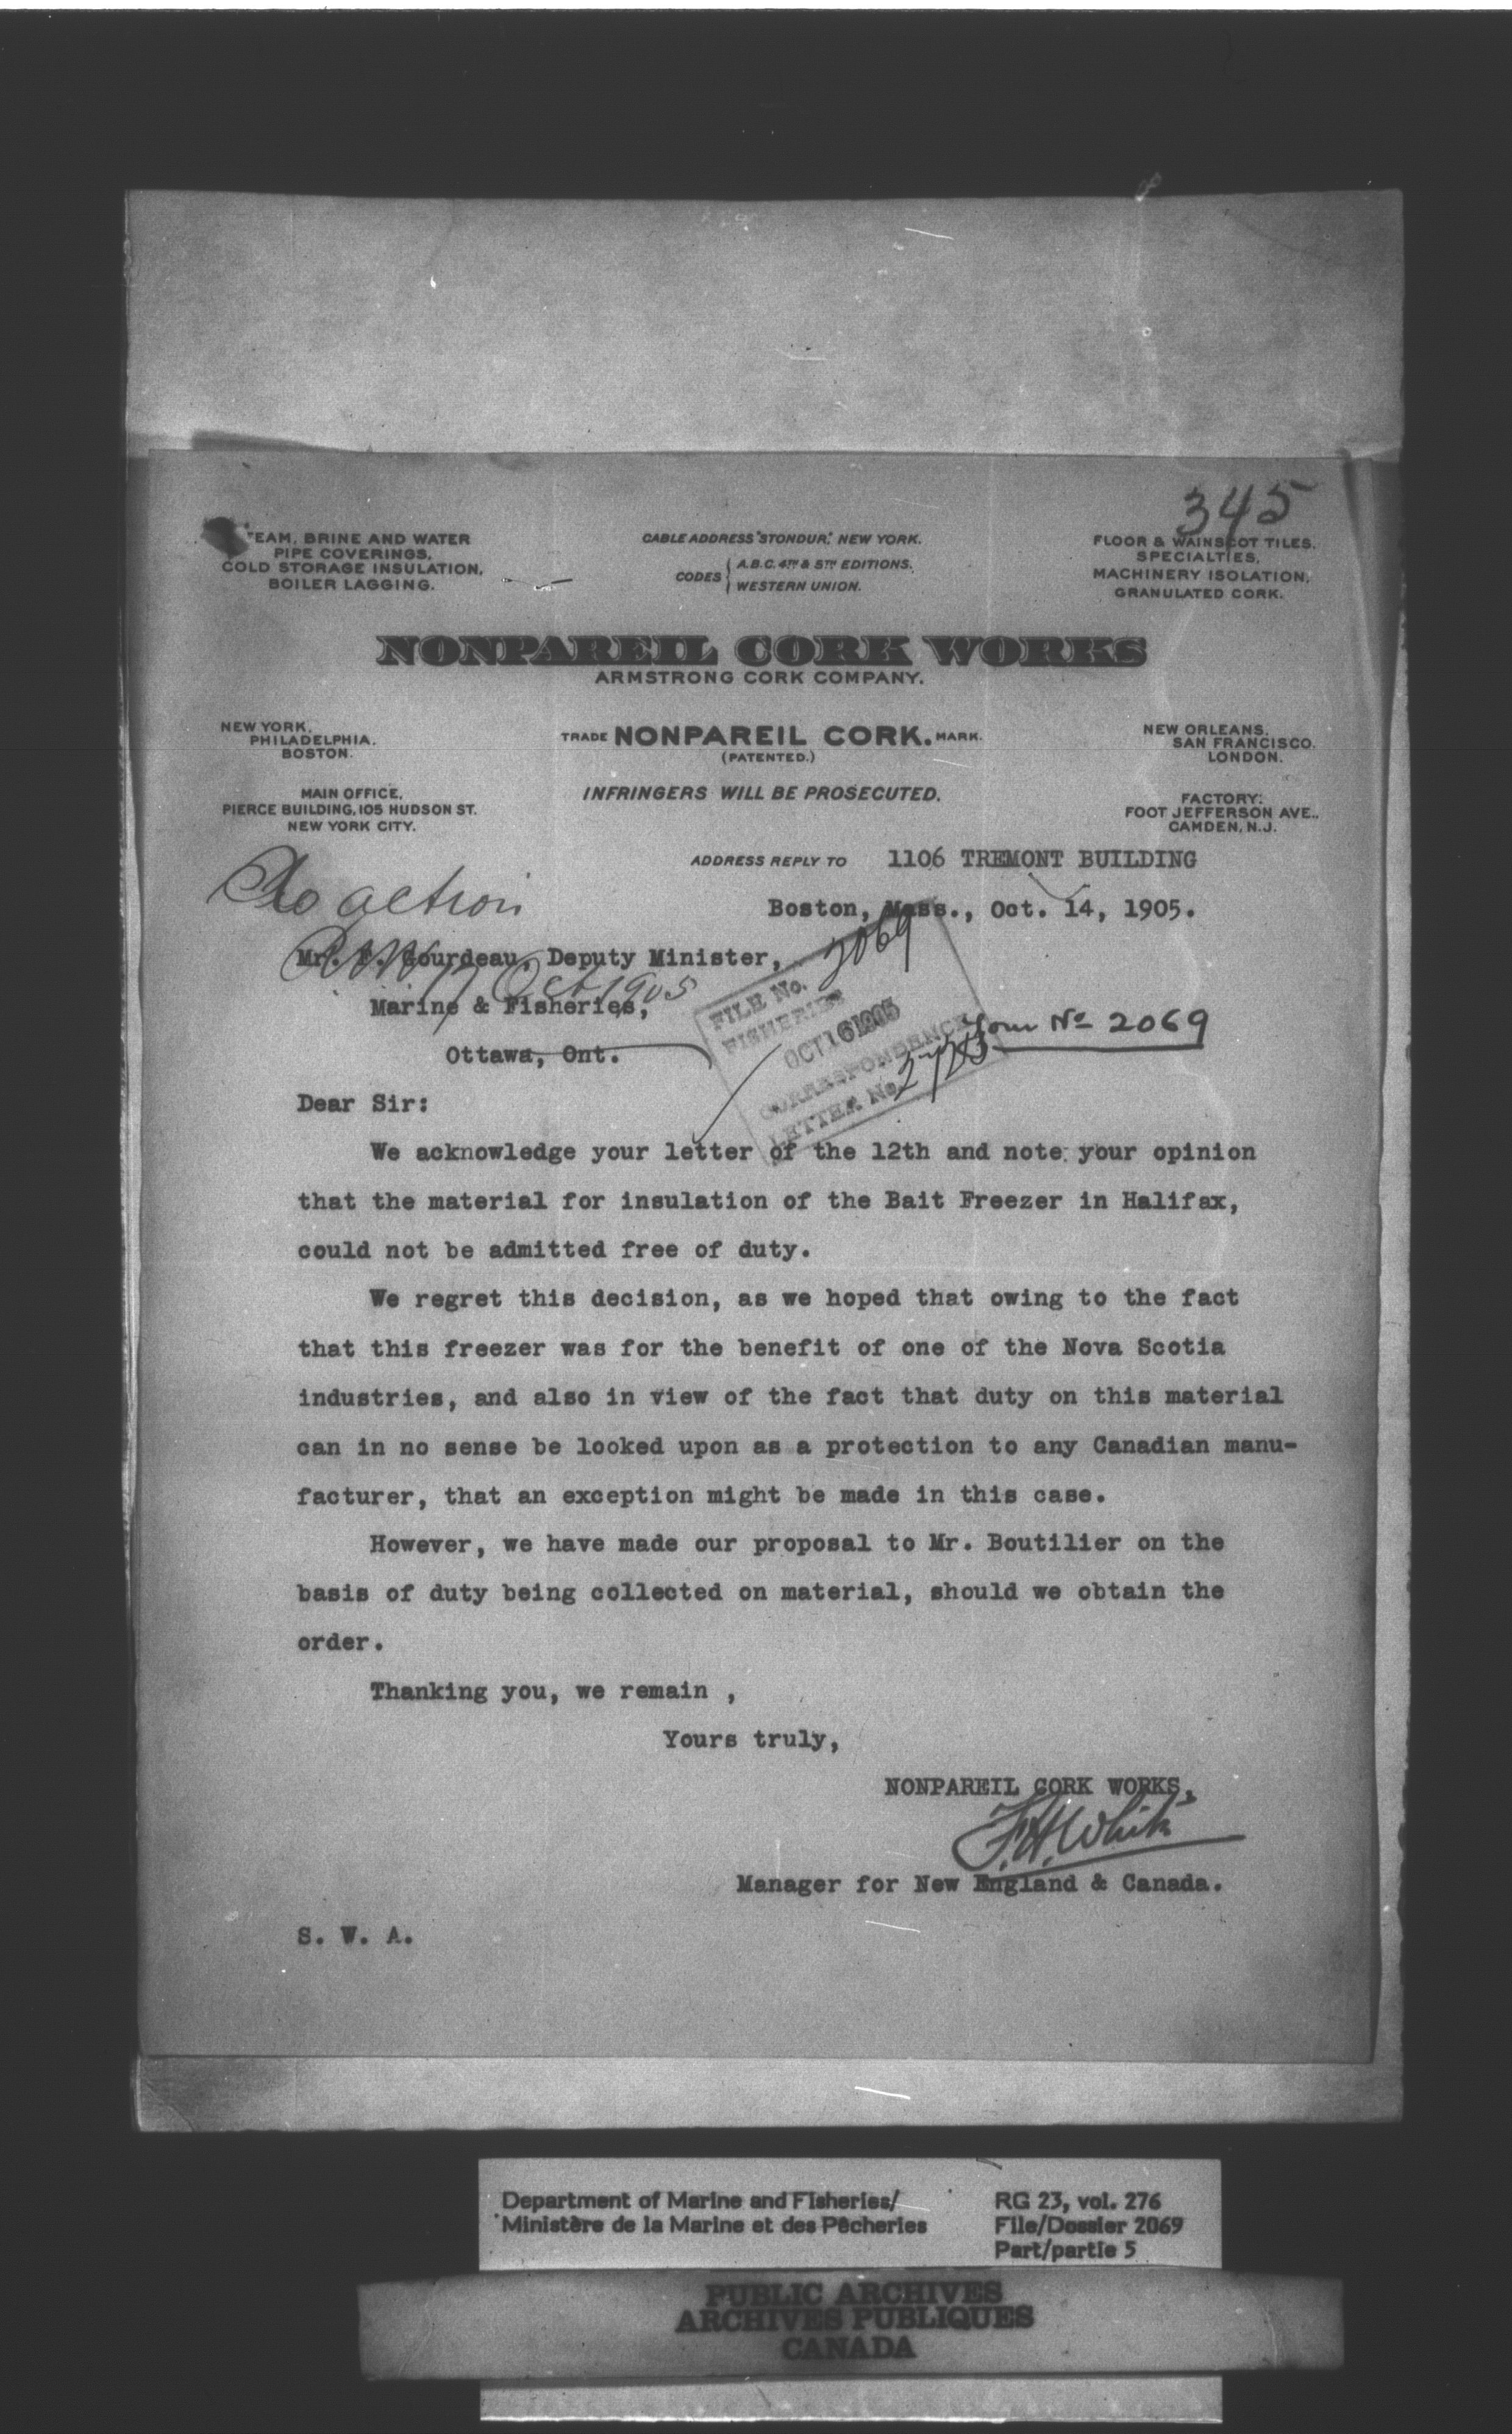 345
STEAM, BRINE AND WATER
PIPE COVERINGS,
COLD STORAGE INSULATION,
BOILER LAGGING.
CABLE ADDRESS "STONDUR," NEW YORK.
CODES { A.B.C. 4TH & 5TH EDITIONS.
WESTERN UNION.
FLOOR & WAINSCOT TILES.
SPECIALTIES,
MACHINERY ISOLATION,
GRANULATED CORK.
NONPAREIL CORK WORKS
ARMSTRONG CORK COMPANY.
NEW YORK,
PHILADELPHIA.
BOSTON.
TRADE NONPAREIL CORK. MARK.
(PATENTED.)
INFRINGERS WILL BE PROSECUTED.
NEW ORLEANS,
SAN FRANCISCO.
LONDON.
MAIN OFFICE,
PIERCE BUILDING, 105 HUDSON ST.
NEW YORK CITY.
FACTORY:
FOOT JEFFERSON AVE.,
CAMDEN, N.J.
ADDRESS REPLY TO 1106 TREMONT BUILDING
No action
17 Oct 1905
Boston, Mass., Oct. 14, 1905.
Mr. F. Gourdeau, Deputy Minister,
Marine & Fisheries,
Ottawa, Ont.
FILE No. 2069
FISHERIES
OCT 16 1905
CORRESPONDENCE
LETTER No.
Your No 2069
Dear Sir:
We acknowledge your letter of the 12th and note your opinion
that the material for insulation of the Bait Freezer in Halifax,
could not be admitted free of duty.
We regret this decision, as we hoped that owing to the fact
that this freezer was for the benefit of one of the Nova Scotia
industries, and also in view of the fact that duty on this material
can in no sense be looked upon as a protection to any Canadian manu-
facturer, that an exception might be made in this case.
However, we have made our proposal to Mr. Boutilier on the
basis of duty being collected on material, should we obtain the
order.
Thanking you, we remain ,
Yours truly,
NONPAREIL CORK WORKS,
F. H. White
Manager for New England & Canada.
S. W. A.
Department of Marine and Fisheries/
Ministère de la Marine et des Pêcheries
RG 23, vol. 276
File/Dossier 2069
Part/partie 5
PUBLIC ARCHIVES
ARCHIVES PUBLIQUES
CANADA